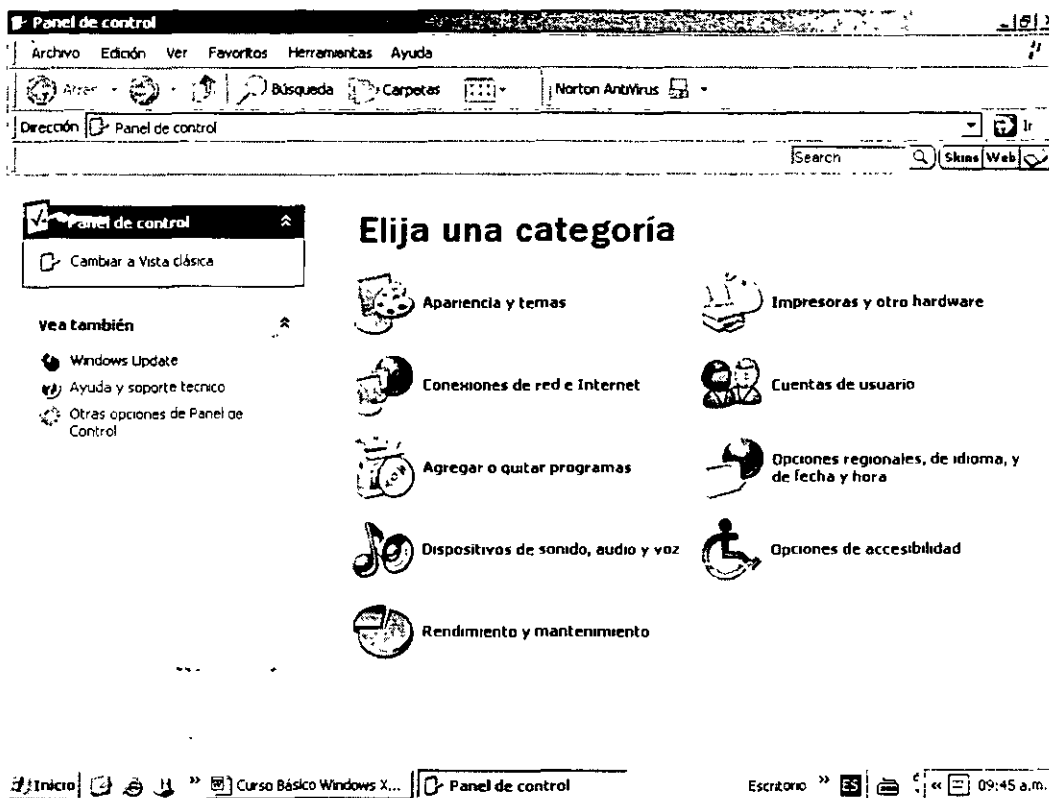 Panel de control
Archivo Edición Ver Favoritos Herramientas Ayuda
Atrás Búsqueda Carpetas Norton AntiVirus
Dirección Panel de control Ir
Search Skins Web
Panel de control
Cambiar a Vista clásica
Vea también
Windows Update
Ayuda y soporte tecnico
Otras opciones de Panel de
Control
Elija una categoría
Apariencia y temas
Impresoras y otro hardware
Conexiones de red e Internet
Cuentas de usuario
Agregar o quitar programas
Opciones regionales, de idioma, y
de fecha y hora
Dispositivos de sonido, audio y voz
Opciones de accesibilidad
Rendimiento y mantenimiento
Inicio » Curso Básico Windows X... Panel de control Escritorio » ES « 09:45 a.m.